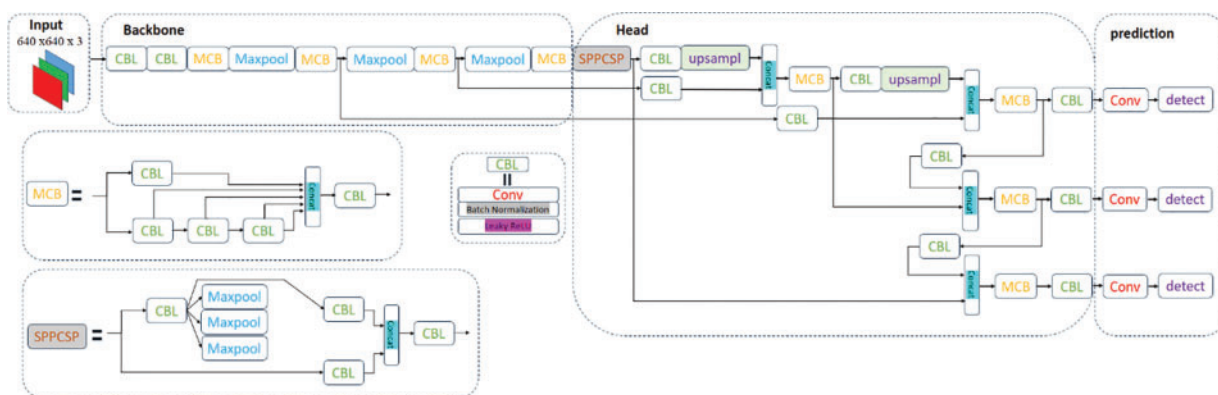 Input
640 x640 x 3
Backbone
CBL CBL MCB Maxpool MCB Maxpool MCB Maxpool MCB
Head
SPPCSP CBL upsampl Concat MCB CBL upsampl Concat MCB CBL
CBL
CBL
CBL
Concat MCB CBL
CBL
Concat MCB CBL
prediction
Conv detect
Conv detect
Conv detect
MCB =
CBL
CBL CBL CBL
Concat
CBL
CBL
=
Conv
Batch Normalization
Leaky ReLU
SPPCSP =
CBL
Maxpool
Maxpool
Maxpool
CBL
CBL
Concat
CBL